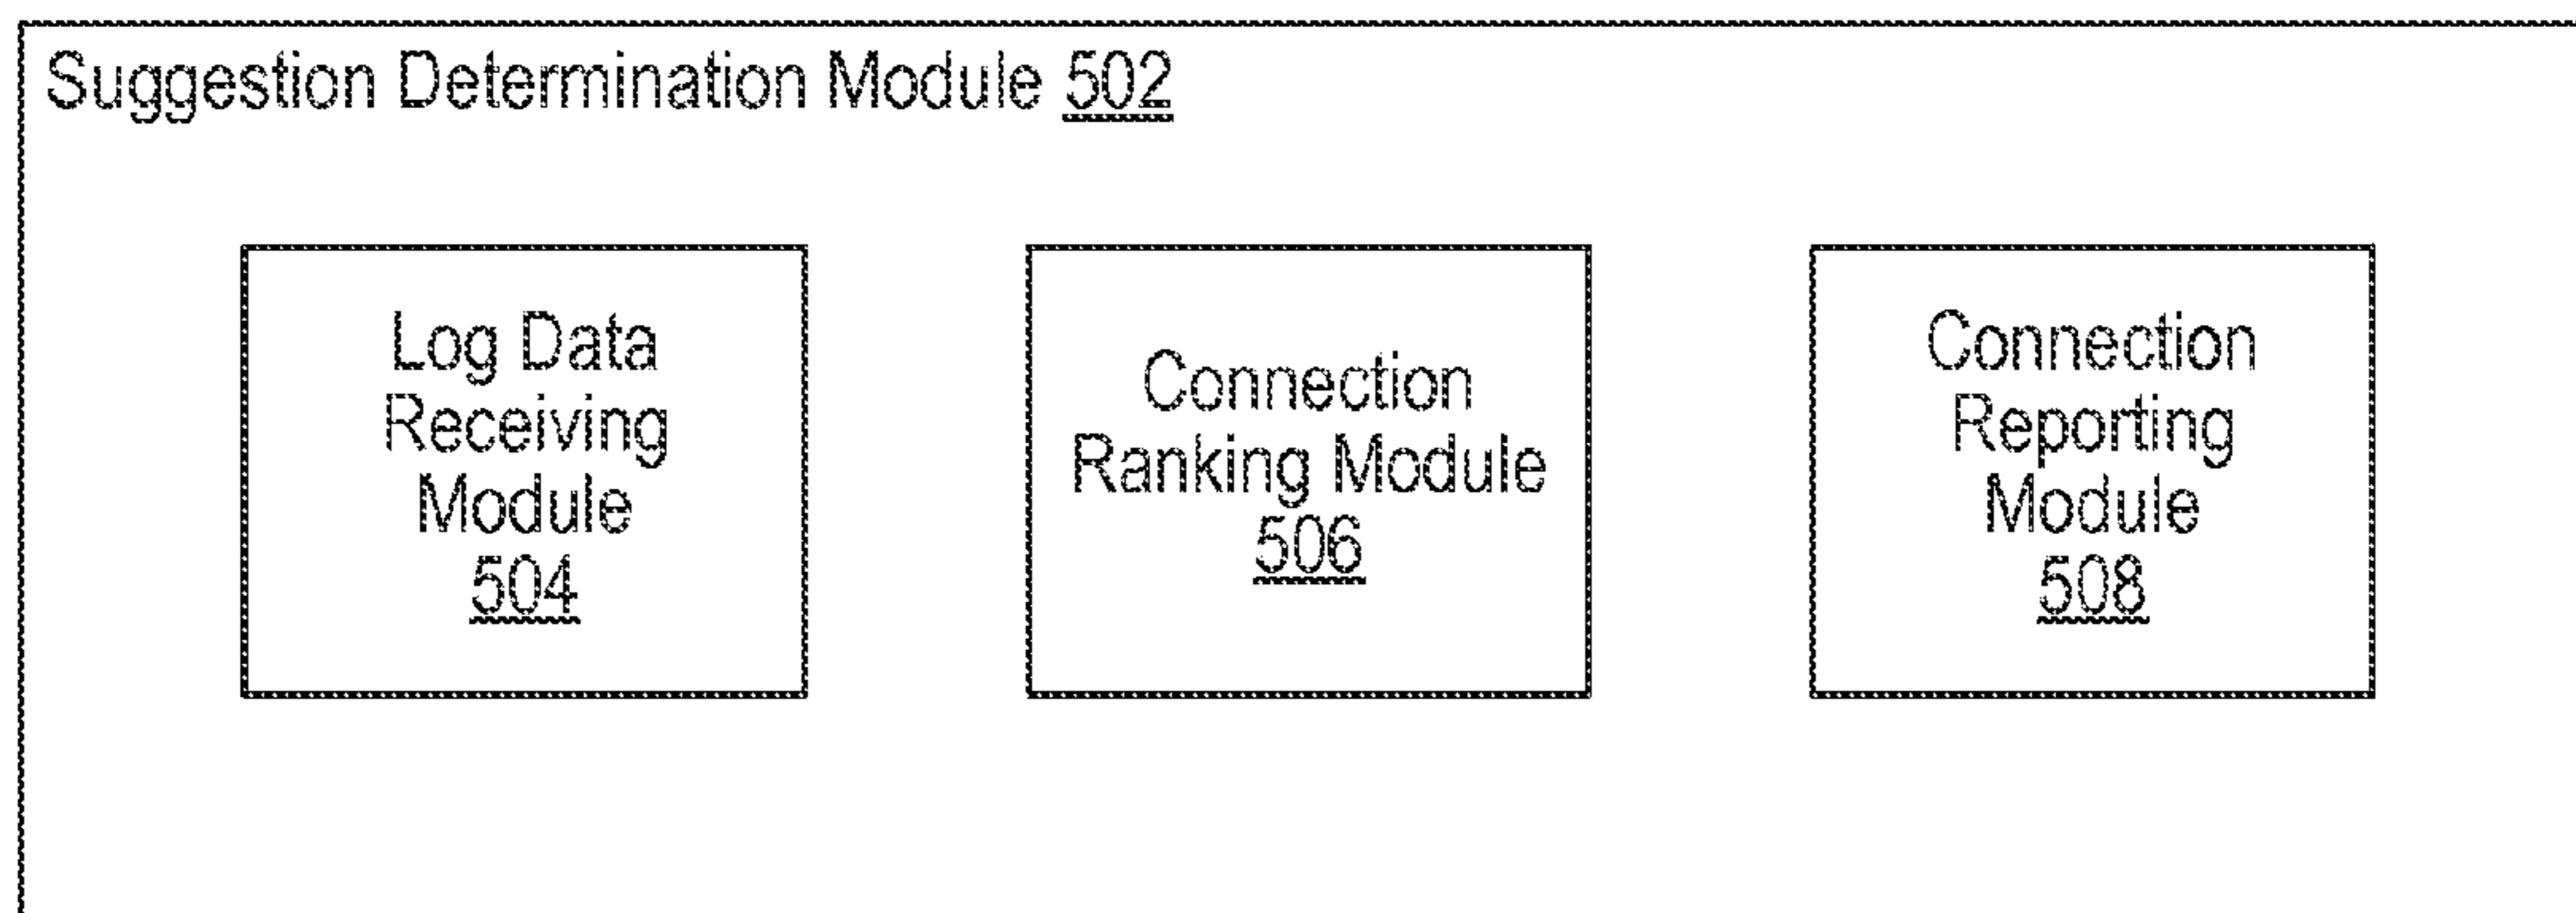 Suggestion Determination Module 502
Log Data
Receiving
Module
504
Connection
Ranking Module
506
Connection
Reporting
Module
508